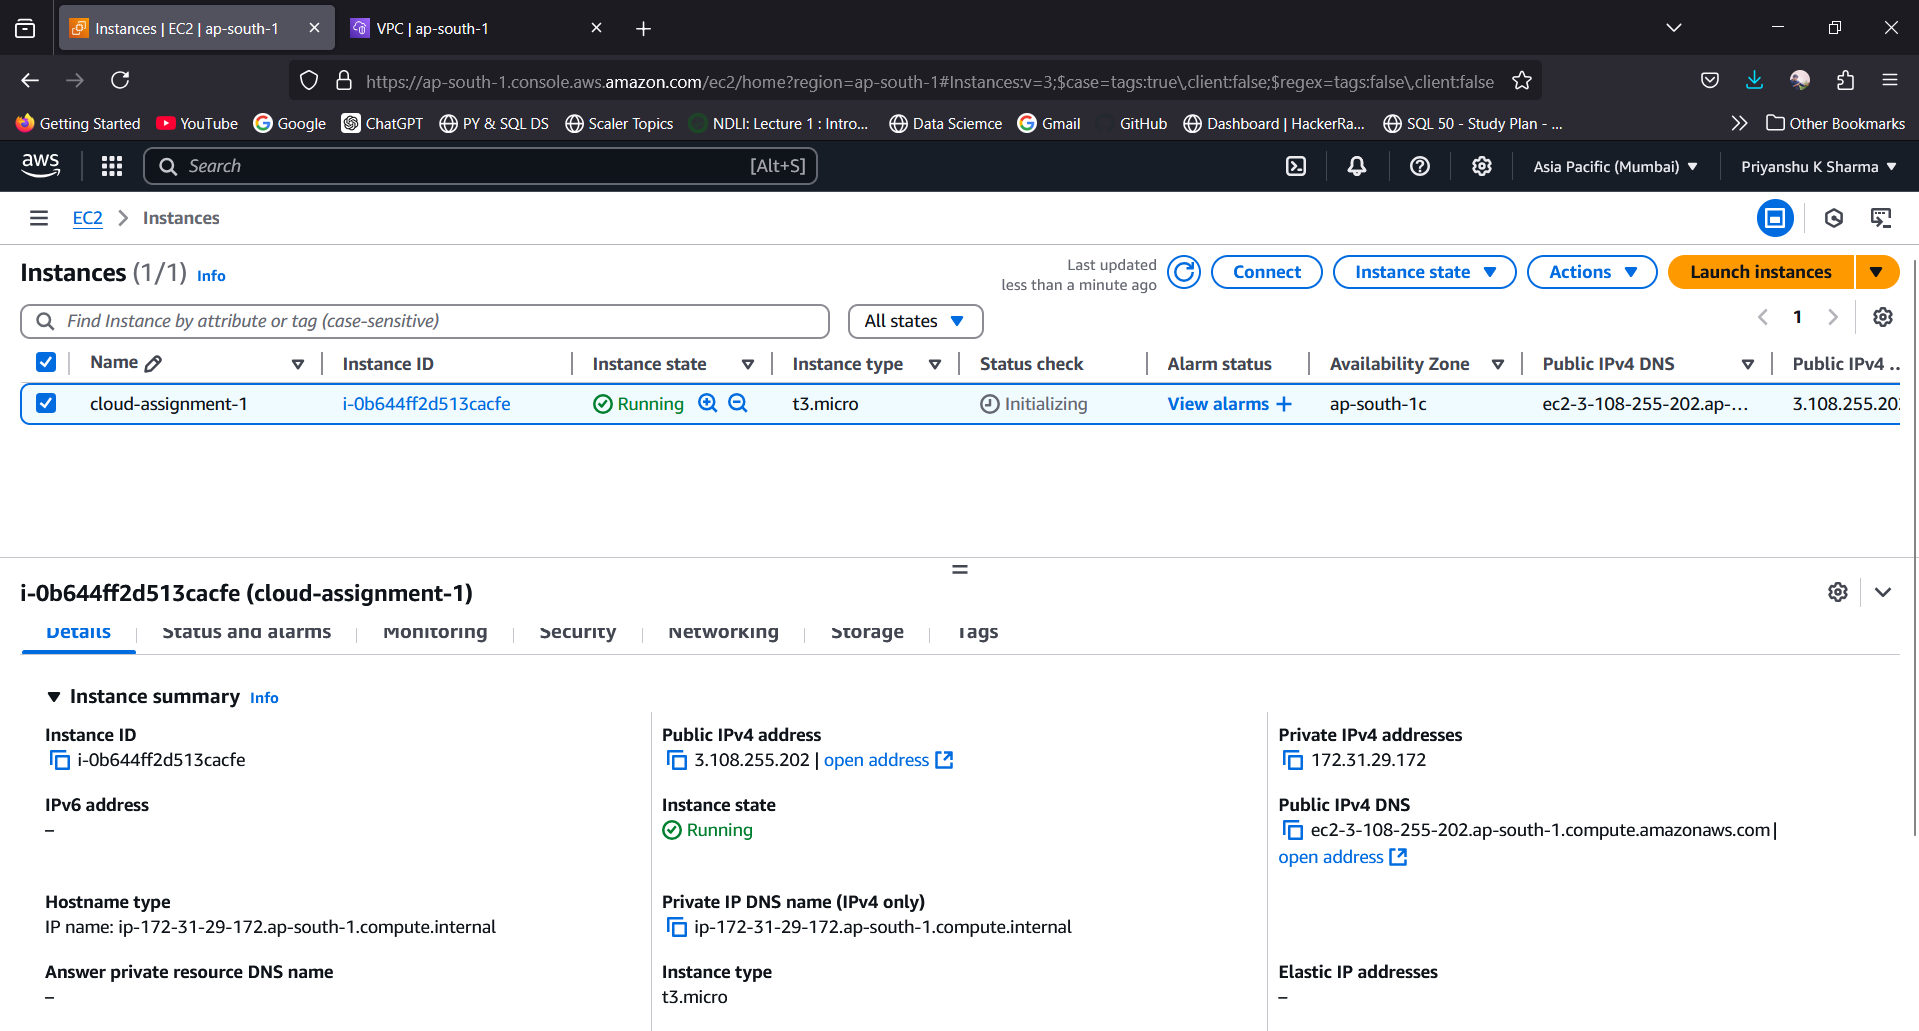 Instances | EC2 | ap-south-1
VPC | ap-south-1
https://ap-south-1.console.aws.amazon.com/ec2/home?region=ap-south-1#Instances:v=3;$case=tags:true\,client:false;$regex=tags:false\,client:false
Getting Started YouTube Google ChatGPT PY & SQL DS Scaler Topics NDLI: Lecture 1 : Intro... Data Sciemce Gmail GitHub Dashboard | HackerRa... SQL 50 - Study Plan - ... Other Bookmarks
aws Search [Alt+S] Asia Pacific (Mumbai) Priyanshu K Sharma
EC2 Instances
Instances (1/1) Info
Last updated
less than a minute ago
Connect Instance state Actions Launch instances
Find Instance by attribute or tag (case-sensitive) All states 1
Name Instance ID Instance state Instance type Status check Alarm status Availability Zone Public IPv4 DNS Public IPv4 ...
cloud-assignment-1 i-0b644ff2d513cacfe Running t3.micro Initializing View alarms + ap-south-1c ec2-3-108-255-202.ap-... 3.108.255.20
i-0b644ff2d513cacfe (cloud-assignment-1)
Details Status and alarms Monitoring Security Networking Storage Tags
Instance summary Info
Instance ID
i-0b644ff2d513cacfe
Public IPv4 address
3.108.255.202 | open address
Private IPv4 addresses
172.31.29.172
IPv6 address
–
Instance state
Running
Public IPv4 DNS
ec2-3-108-255-202.ap-south-1.compute.amazonaws.com |
open address
Hostname type
IP name: ip-172-31-29-172.ap-south-1.compute.internal
Private IP DNS name (IPv4 only)
ip-172-31-29-172.ap-south-1.compute.internal
Answer private resource DNS name
–
Instance type
t3.micro
Elastic IP addresses
–